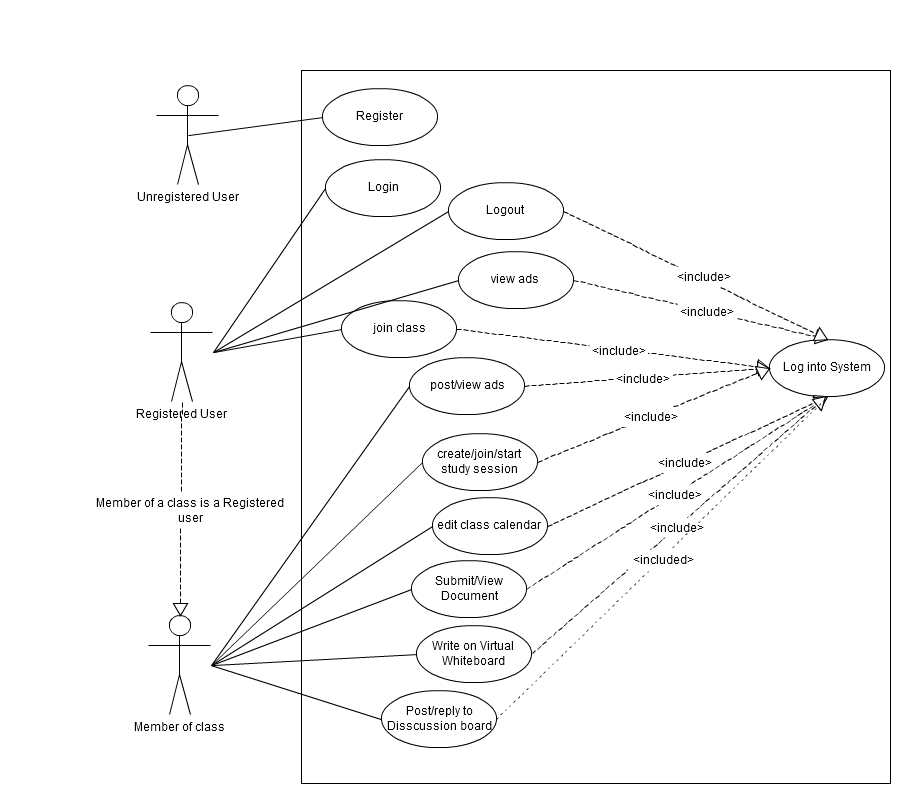 Register
Unregistered User
Login
Logout
<include>
view ads
<include>
join class
<include>
Log into System
post/view ads
<include>
Registered User
<include>
create/join/start
study session
<include>
Member of a class is a Registered
user
<include>
edit class calendar
<include>
<included>
Submit/View
Document
Write on Virtual
Whiteboard
Post/reply to
Disscussion board
Member of class